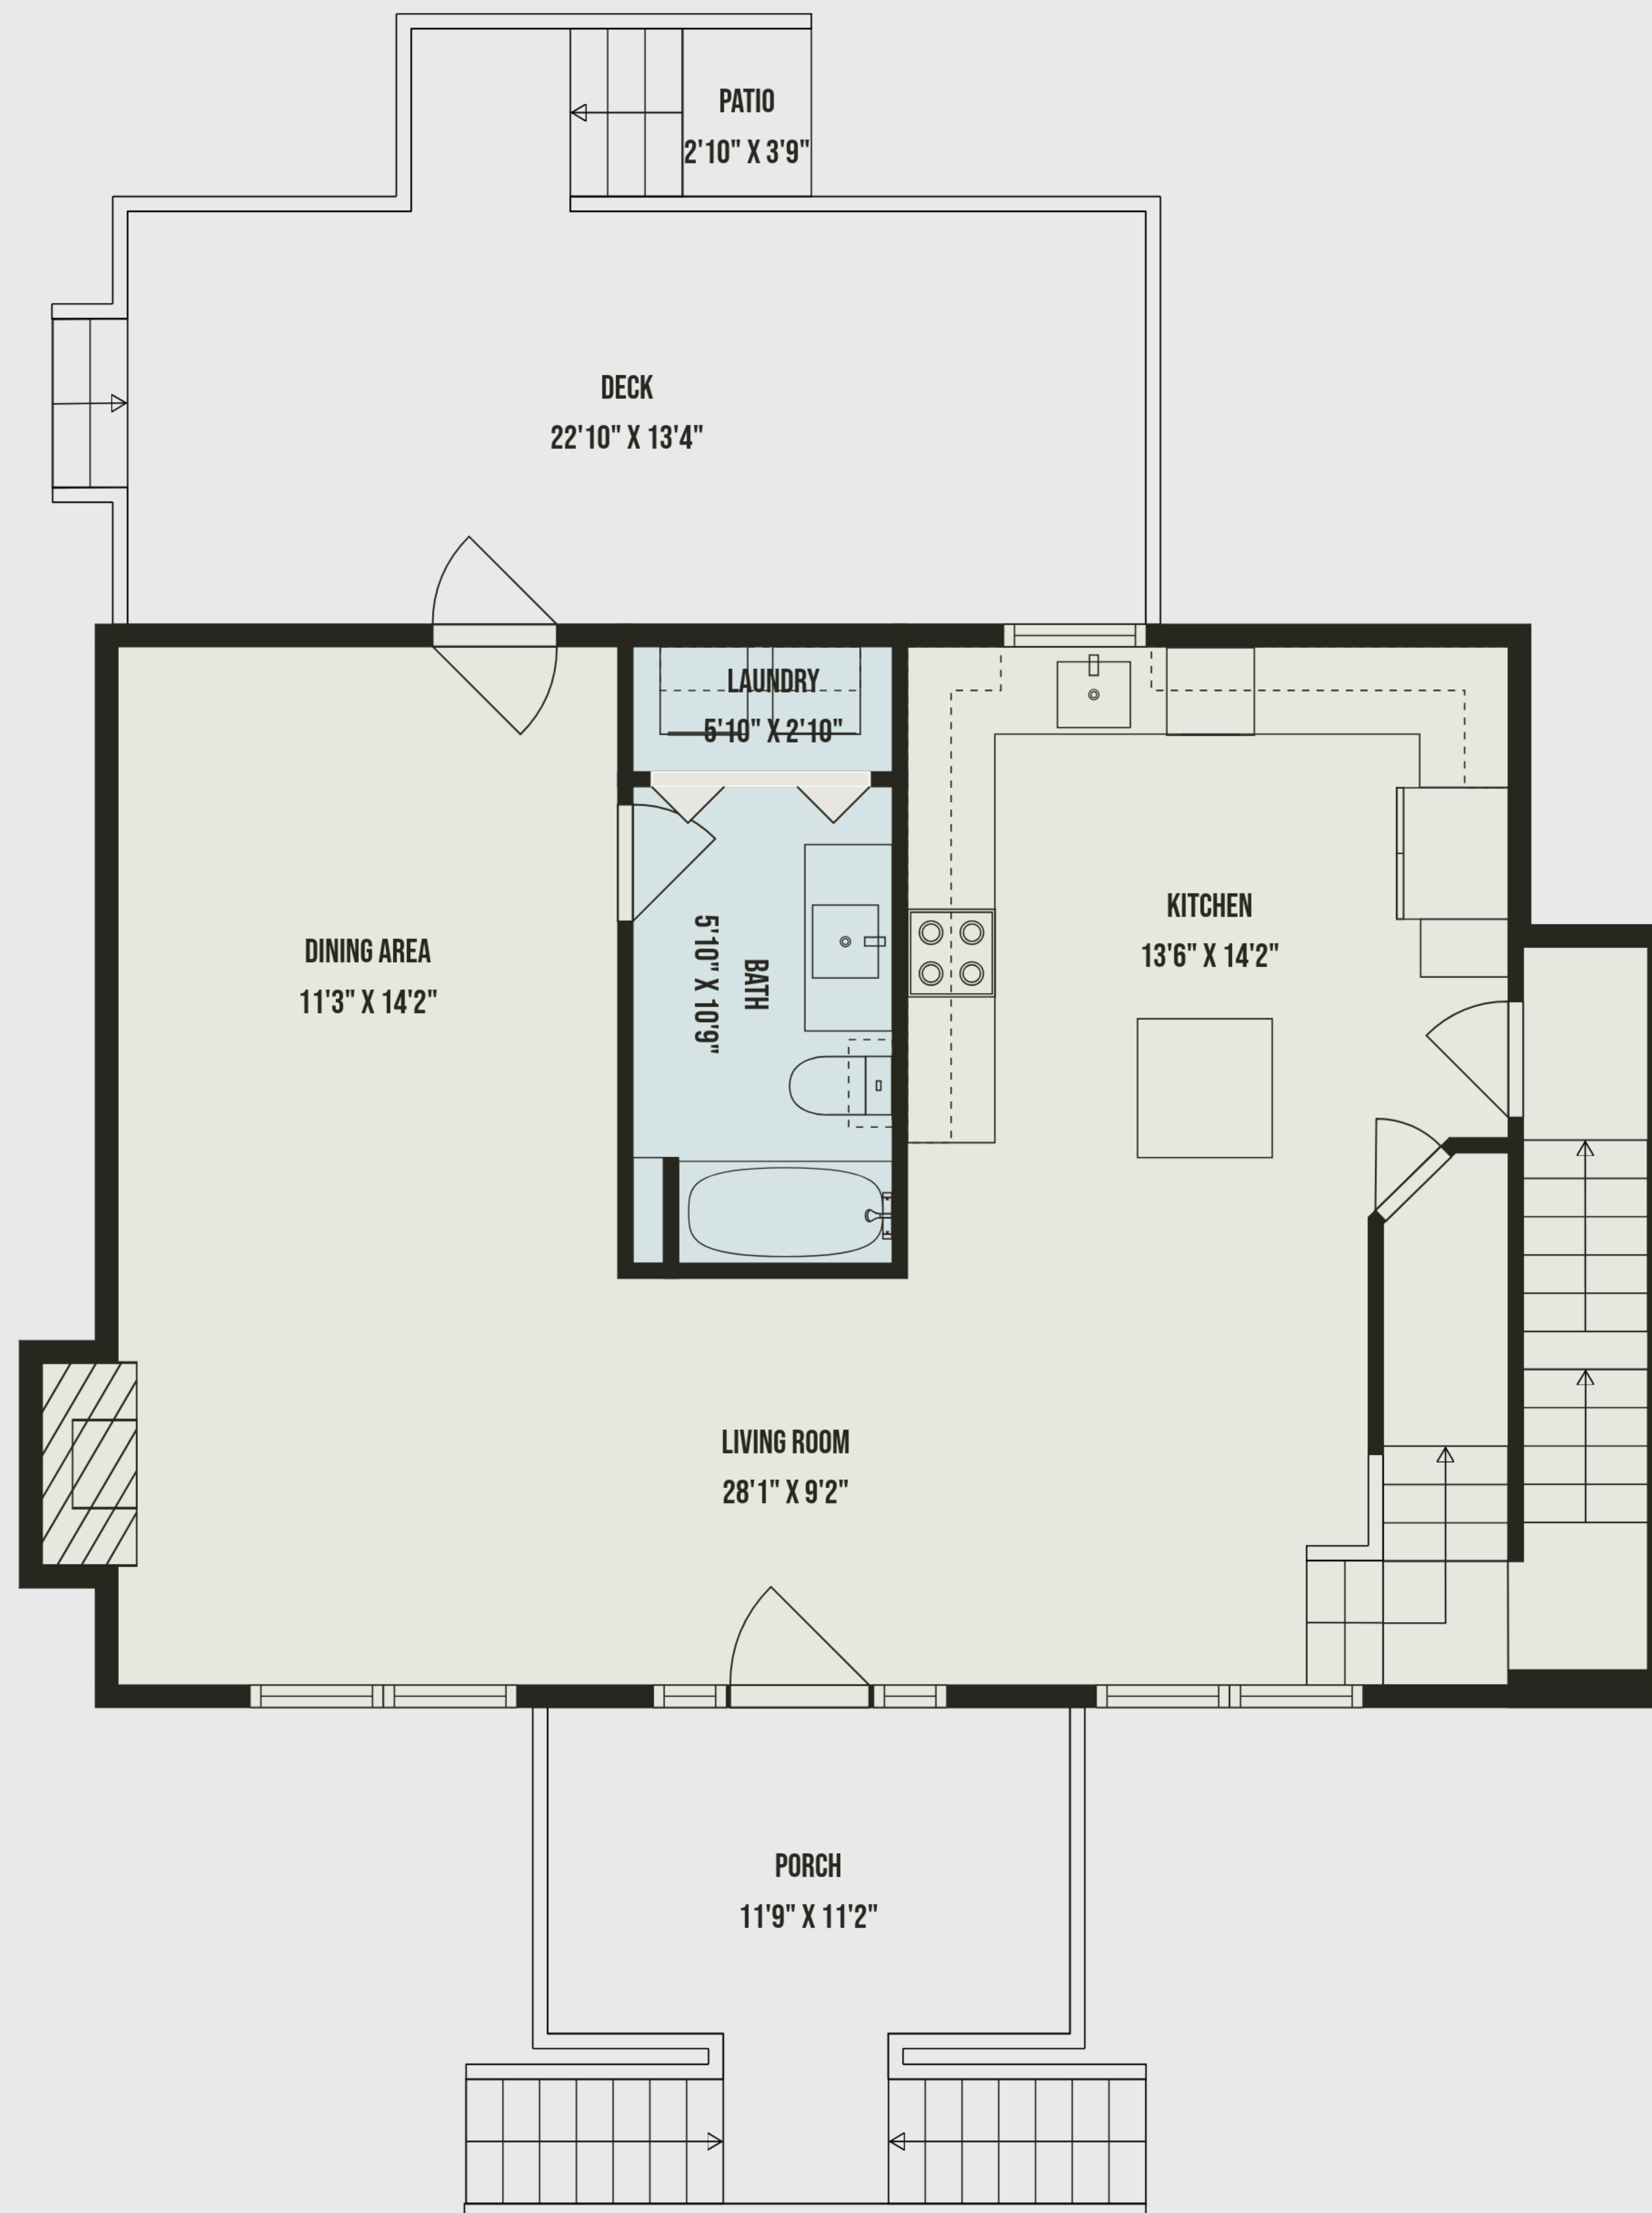 PATIO
2'10" X 3'9"
DECK
22'10" X 13'4"
LAUNDRY
5'10" X 2'10"
DINING AREA
11'3" X 14'2"
BATH
5'10" X 10'9"
KITCHEN
13'6" X 14'2"
LIVING ROOM
28'1" X 9'2"
PORCH
11'9" X 11'2"